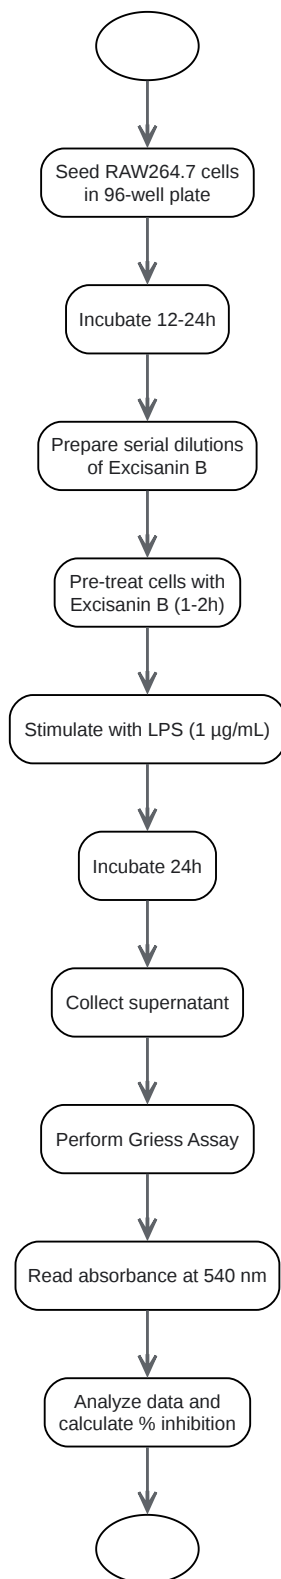 Seed RAW264.7 cells
in 96-well plate
Incubate 12-24h
Prepare serial dilutions
of Excisanin B
Pre-treat cells with
Excisanin B (1-2h)
Stimulate with LPS (1 µg/mL)
Incubate 24h
Collect supernatant
Perform Griess Assay
Read absorbance at 540 nm
Analyze data and
calculate % inhibition